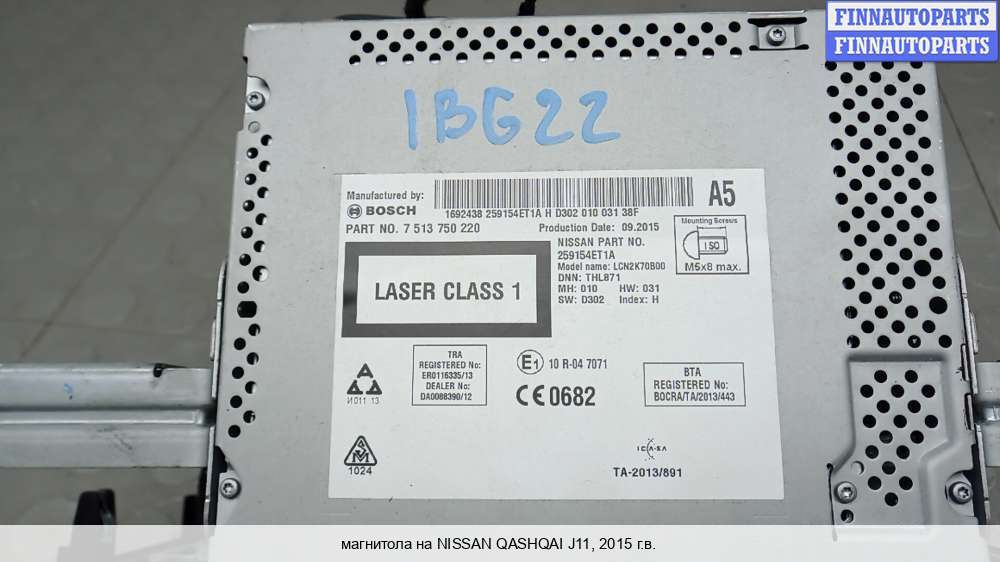 FINNAUTOPARTS
FINNAUTOPARTS
1BG22
Manufactured by:
BOSCH
1692438 259154ET1A H D302 010 031 38F
A5
PART NO. 7 513 750 220
Production Date: 09.2015
NISSAN PART NO.
259154ET1A
Model name: LCN2K70B00
DNN: THL871
MH: 010 HW: 031
SW: D302 Index: H
Mounting Screws
ISO
M5x8 max.
LASER CLASS 1
TRA
REGISTERED No:
ER0116335/13
DEALER No:
DA0088390/12
E1 10 R-04 7071
CE0682
BTA
REGISTERED No:
BOCRA/TA/2013/443
И011 13
1024
ICASA
TA-2013/891
магнитола на NISSAN QASHQAI J11, 2015 г.в.